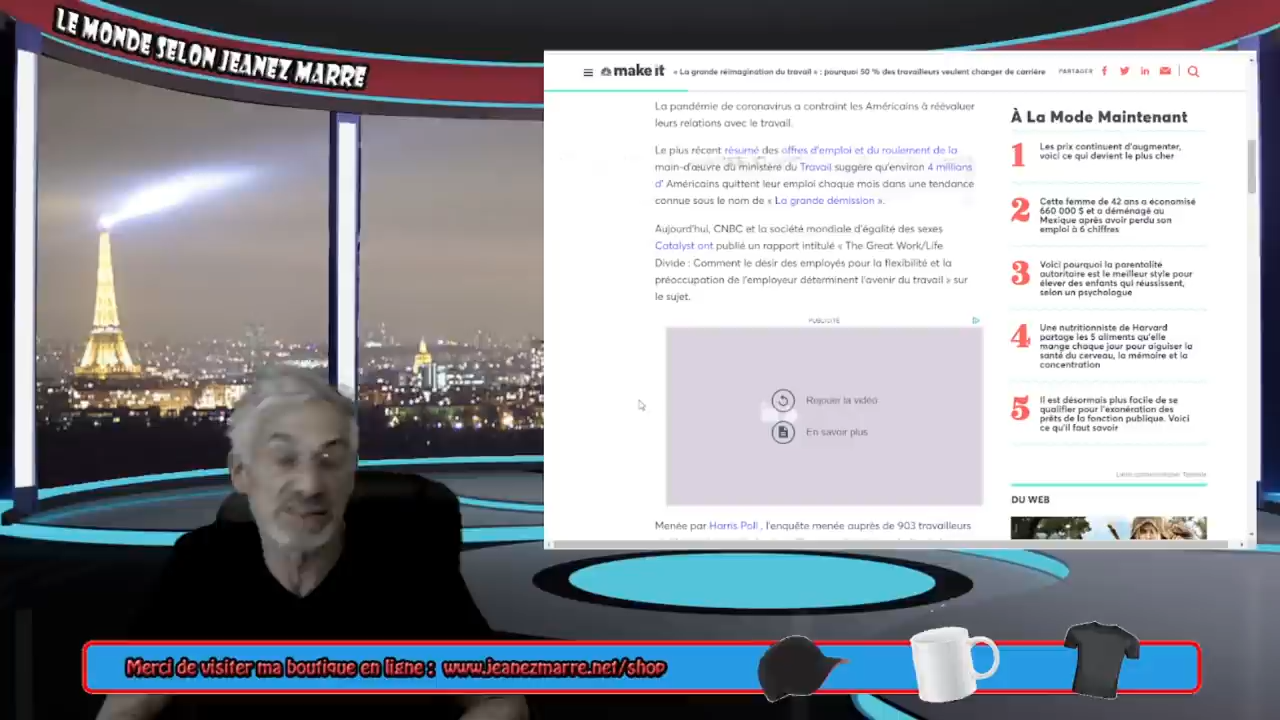 LE MONDE SELON JEANEZ MARRE
make it
« La grande réimagination du travail » : pourquoi 50 % des travailleurs veulent changer de carrière
PARTAGER
La pandémie de coronavirus a contraint les Américains à réévaluer
leurs relations avec le travail.
Le plus récent résumé des offres d'emploi et du roulement de la
main-d'œuvre du ministère du Travail suggère qu'environ 4 millions
d' Américains quittent leur emploi chaque mois dans une tendance
connue sous le nom de « La grande démission ».
Aujourd'hui, CNBC et la société mondiale d'égalité des sexes
Catalyst ont publié un rapport intitulé « The Great Work/Life
Divide : Comment le désir des employés pour la flexibilité et la
préoccupation de l'employeur déterminent l'avenir du travail » sur
le sujet.
PUBLICITÉ
Rejouer la vidéo
En savoir plus
Menée par Harris Poll , l'enquête menée auprès de 903 travailleurs
À La Mode Maintenant
1
Les prix continuent d'augmenter,
voici ce qui devient le plus cher
2
Cette femme de 42 ans a économisé
660 000 $ et a déménagé au
Mexique après avoir perdu son
emploi à 6 chiffres
3
Voici pourquoi la parentalité
autoritaire est le meilleur style pour
élever des enfants qui réussissent,
selon un psychologue
4
Une nutritionniste de Harvard
partage les 5 aliments qu'elle
mange chaque jour pour aiguiser la
santé du cerveau, la mémoire et la
concentration
5
Il est désormais plus facile de se
qualifier pour l'exonération des
prêts de la fonction publique. Voici
ce qu'il faut savoir
DU WEB
Merci de visiter ma boutique en ligne : www.jeanezmarre.net/shop